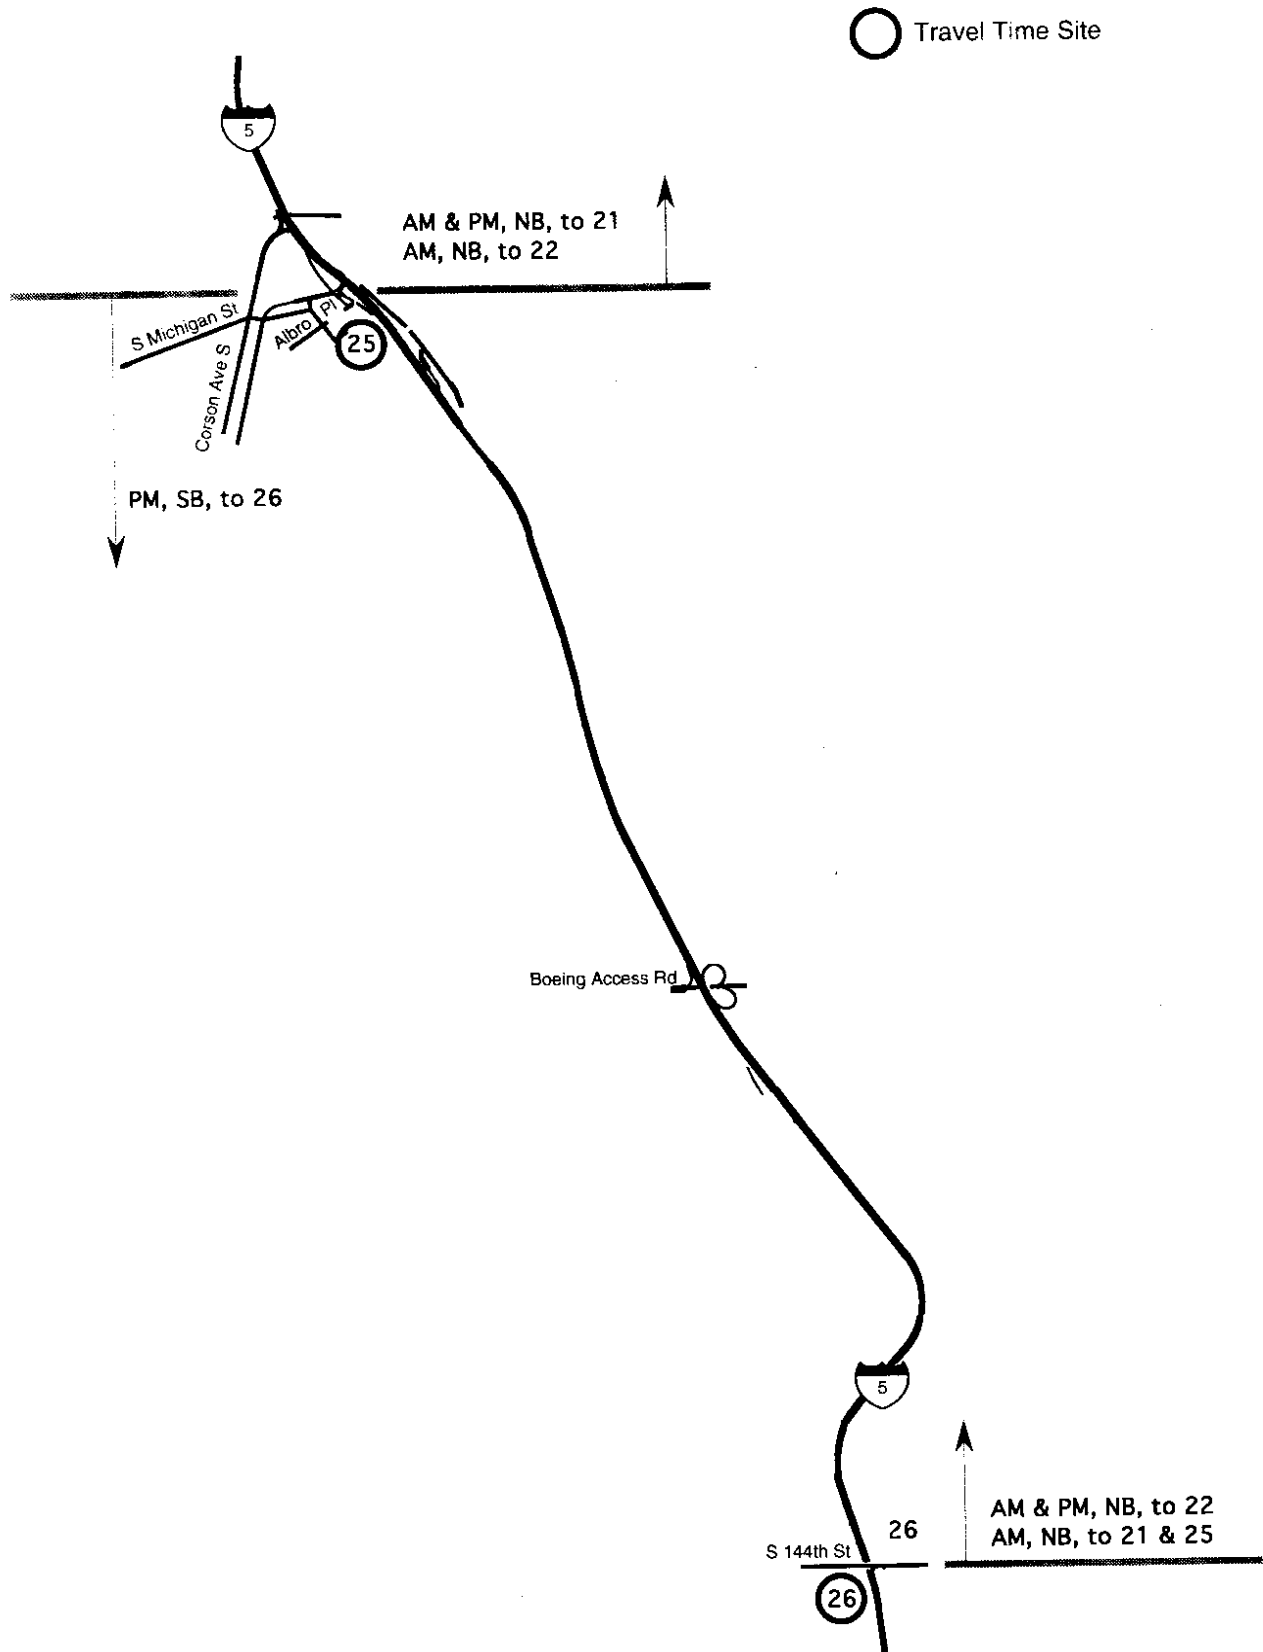 Travel Time Site
5
AM & PM, NB, to 21
AM, NB, to 22
S Michigan St
Albro Pl
25
Corson Ave S
PM, SB, to 26
Boeing Access Rd
5
26
AM & PM, NB, to 22
AM, NB, to 21 & 25
S 144th St
26